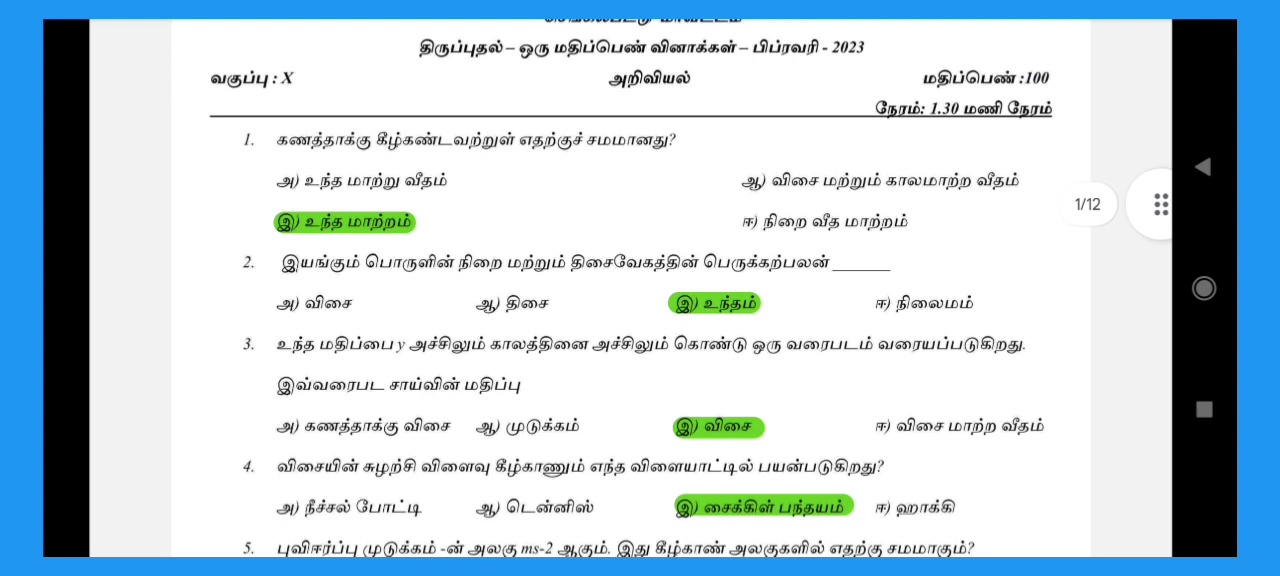 திருப்புதல் – ஒரு மதிப்பெண் வினாக்கள் – பிப்ரவரி - 2023
வகுப்பு : X அறிவியல் மதிப்பெண் :100
நேரம்: 1.30 மணி நேரம்
1. கணத்தாக்கு கீழ்கண்டவற்றுள் எதற்குச் சமமானது?
அ) உந்த மாற்று வீதம் ஆ) விசை மற்றும் காலமாற்ற வீதம்
இ) உந்த மாற்றம் ஈ) நிறை வீத மாற்றம்
2. இயங்கும் பொருளின் நிறை மற்றும் திசைவேகத்தின் பெருக்கற்பலன் ______
அ) விசை ஆ) திசை இ) உந்தம் ஈ) நிலைமம்
3. உந்த மதிப்பை y அச்சிலும் காலத்தினை அச்சிலும் கொண்டு ஒரு வரைபடம் வரையப்படுகிறது.
இவ்வரைபட சாய்வின் மதிப்பு
அ) கணத்தாக்கு விசை ஆ) முடுக்கம் இ) விசை ஈ) விசை மாற்ற வீதம்
4. விசையின் சுழற்சி விளைவு கீழ்காணும் எந்த விளையாட்டில் பயன்படுகிறது?
அ) நீச்சல் போட்டி ஆ) டென்னிஸ் இ) சைக்கிள் பந்தயம் ஈ) ஹாக்கி
5. புவிஈர்ப்பு முடுக்கம் -ன் அலகு ms-2 ஆகும். இது கீழ்காண் அலகுகளில் எதற்கு சமமாகும்?
1/12